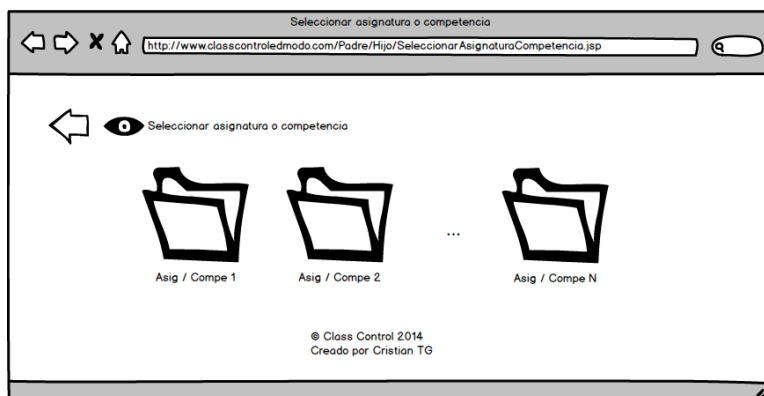 Seleccionar asignatura o competencia
http://www.classcontroledmodo.com/Padre/Hijo/SeleccionarAsignaturaCompetencia.jsp
Seleccionar asignatura o competencia
...
Asig / Compe 1
Asig / Compe 2
Asig / Compe N
© Class Control 2014
Creado por Cristian TG